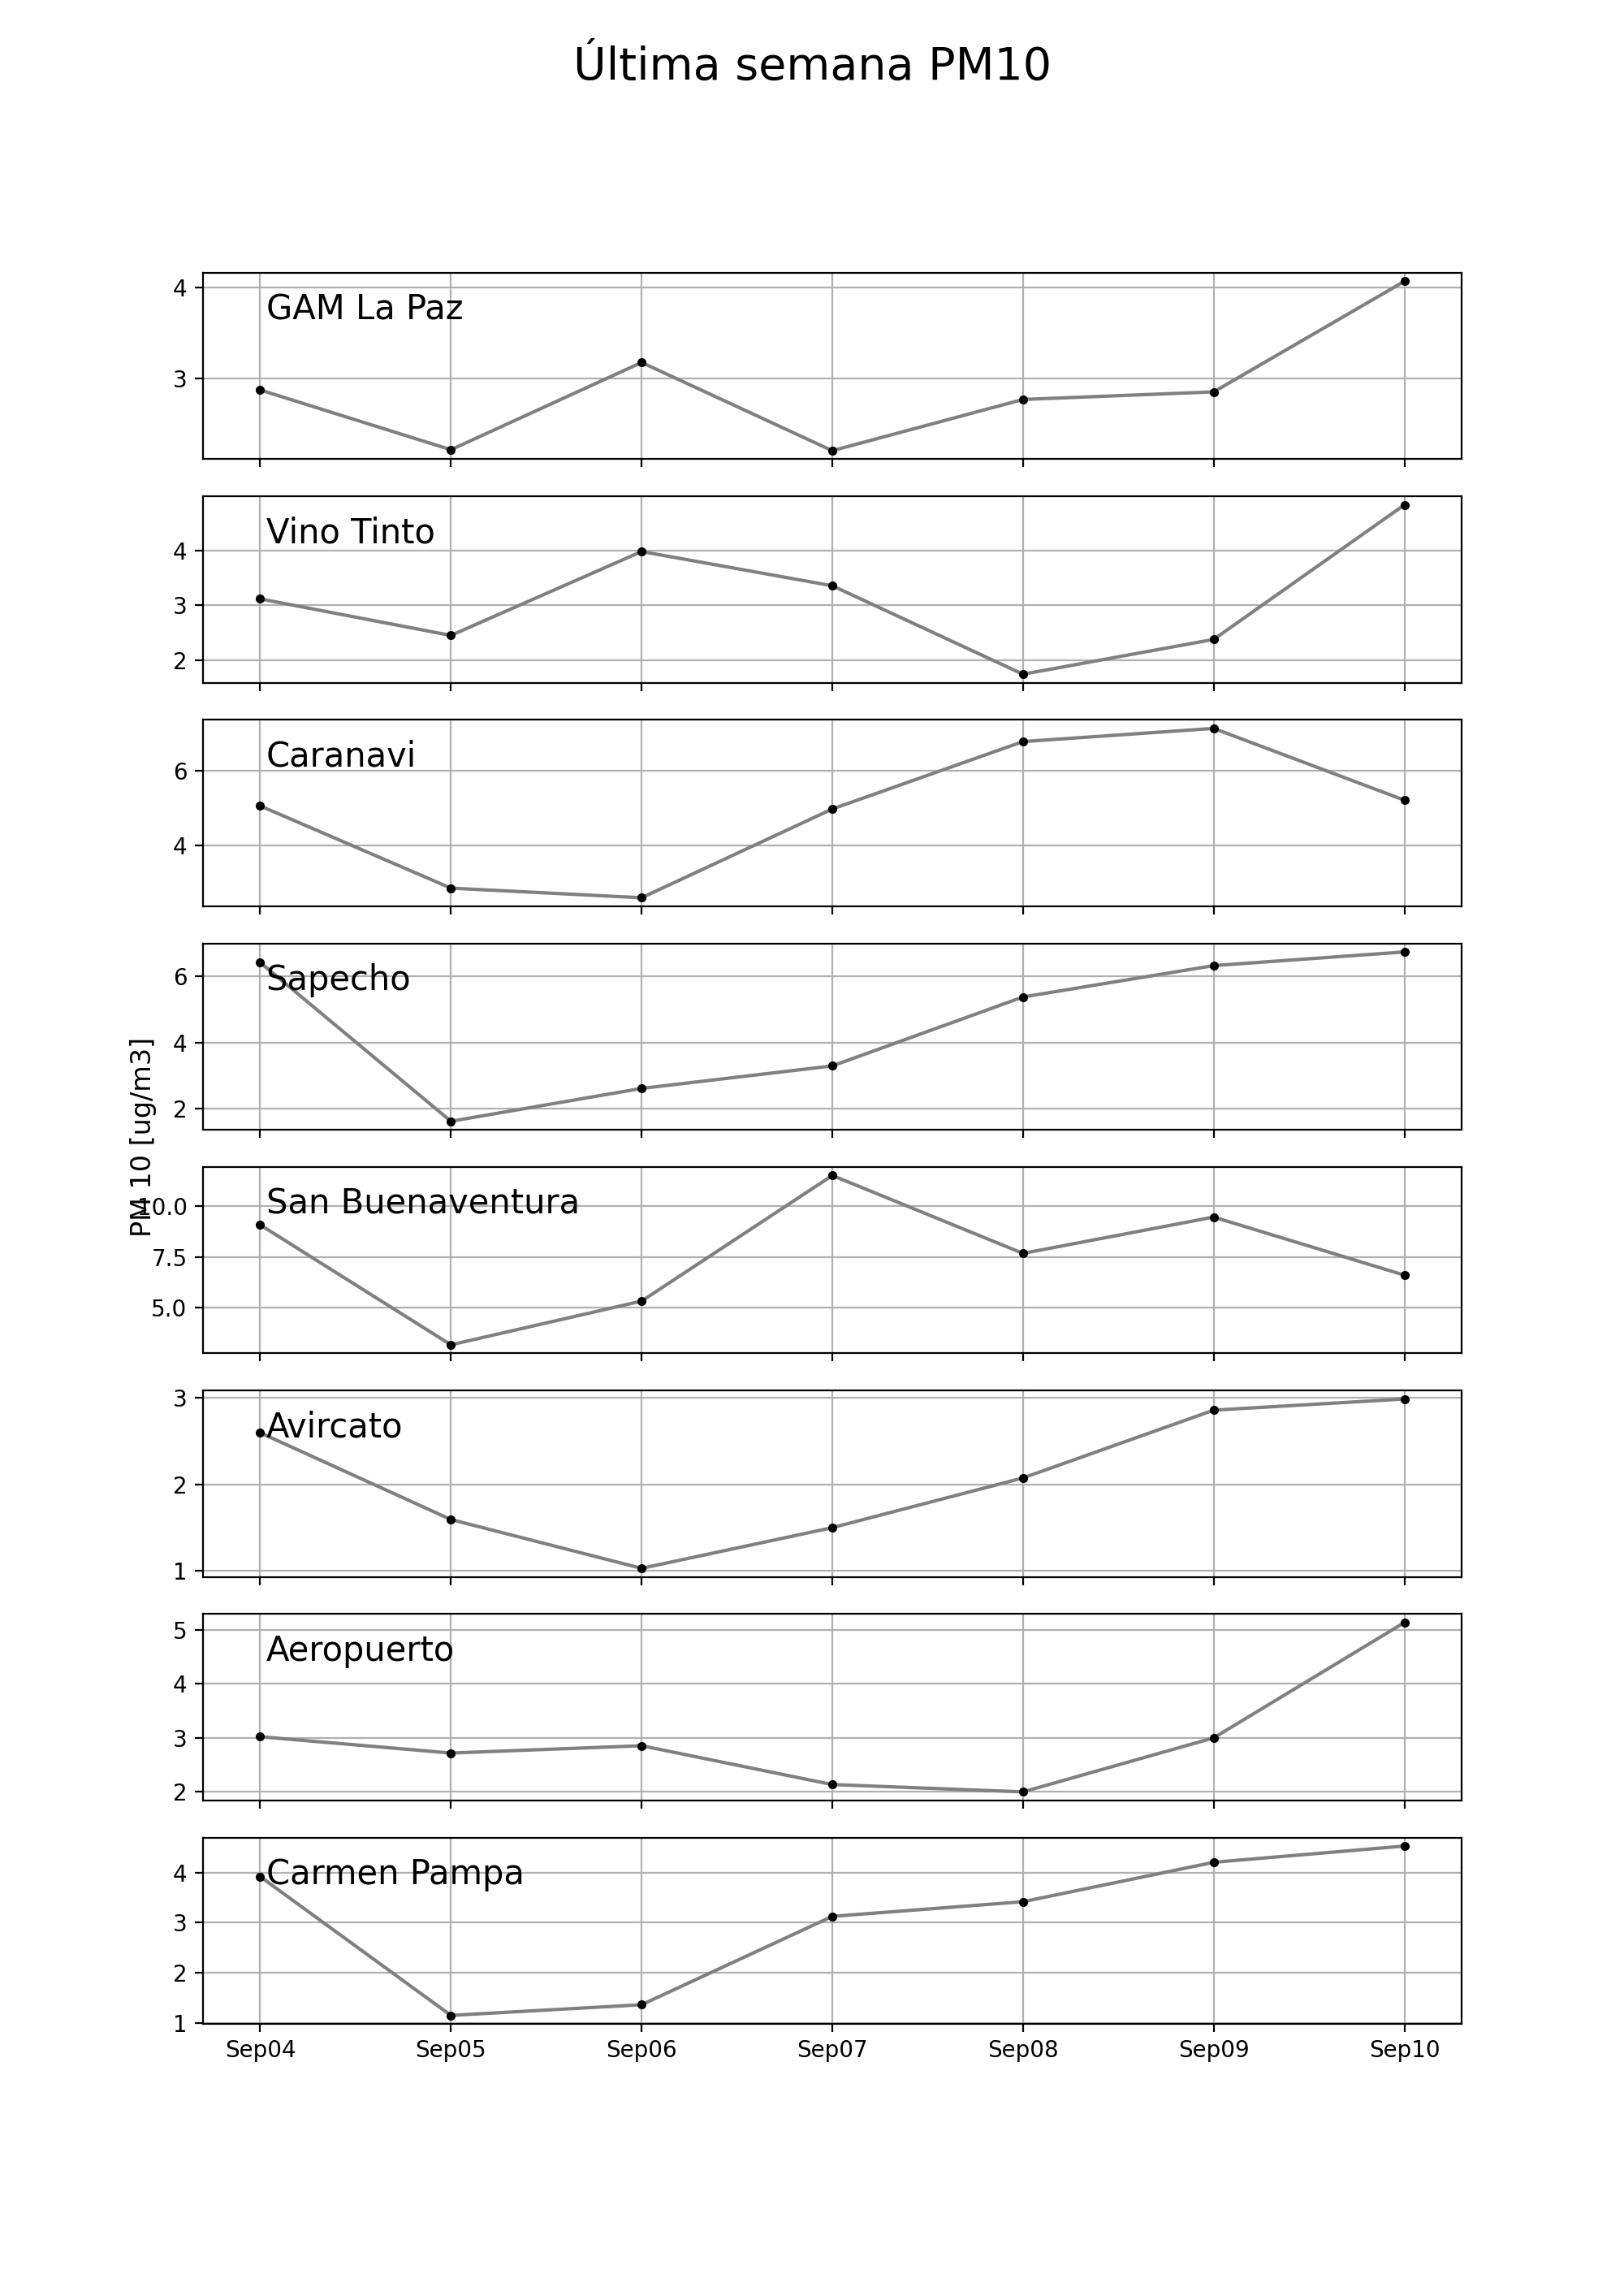 Última semana PM10
GAM La Paz
4
3
Vino Tinto
4
3
2
Caranavi
6
4
Sapecho
6
4
2
PM 10 [ug/m3]
San Buenaventura
10.0
7.5
5.0
Avircato
3
2
1
Aeropuerto
5
4
3
2
Carmen Pampa
4
3
2
1
Sep04 Sep05 Sep06 Sep07 Sep08 Sep09 Sep10